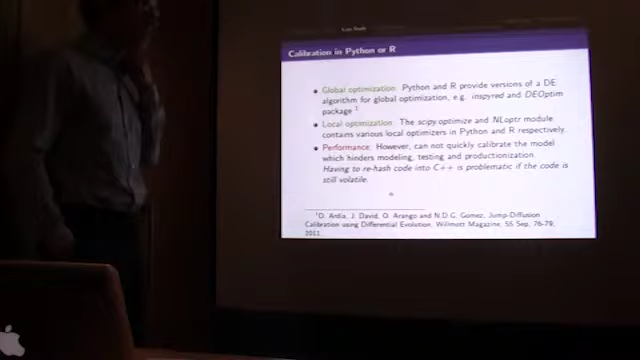 Calibration in Python or R
Global optimization: Python and R provide versions of a DE
algorithm for global optimization, e.g. inspyred and DEOptim
package 1
Local optimization: The scipy optimize and NLoptr module
contains various local optimizers in Python and R respectively.
Performance: However, can not quickly calibrate the model
which hinders modeling, testing and productionization.
Having to re-hash code into C++ is problematic if the code is
still volatile.
1D. Ardia, J. David, O. Arango and N.D.G. Gomez, Jump-Diffusion
Calibration using Differential Evolution, Willmott Magazine, 55 Sep, 76-79,
2011